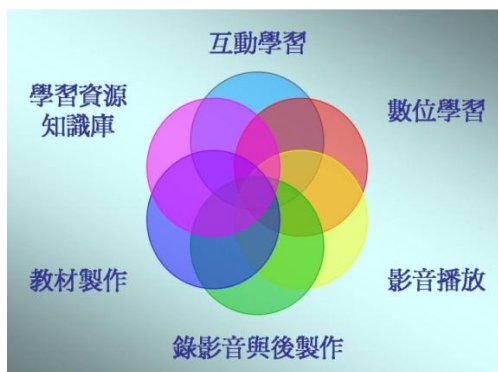 互動學習
學習資源
知識庫
數位學習
教材製作
影音播放
錄影音與後製作